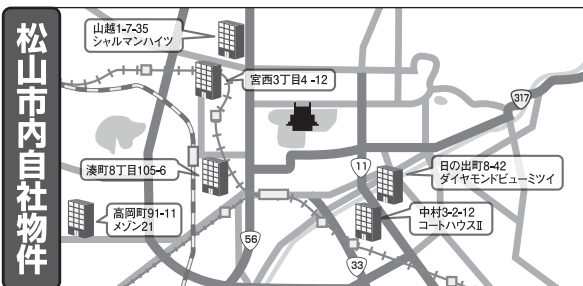 松山市内自社物件
山越1-7-35
シャルマンハイツ
宮西3丁目4-12
317
湊町8丁目105-6
11
日の出町8-42
ダイヤモンドビューミツイ
高岡町91-11
メゾン21
中村3-2-12
コートハウスⅡ
56
33